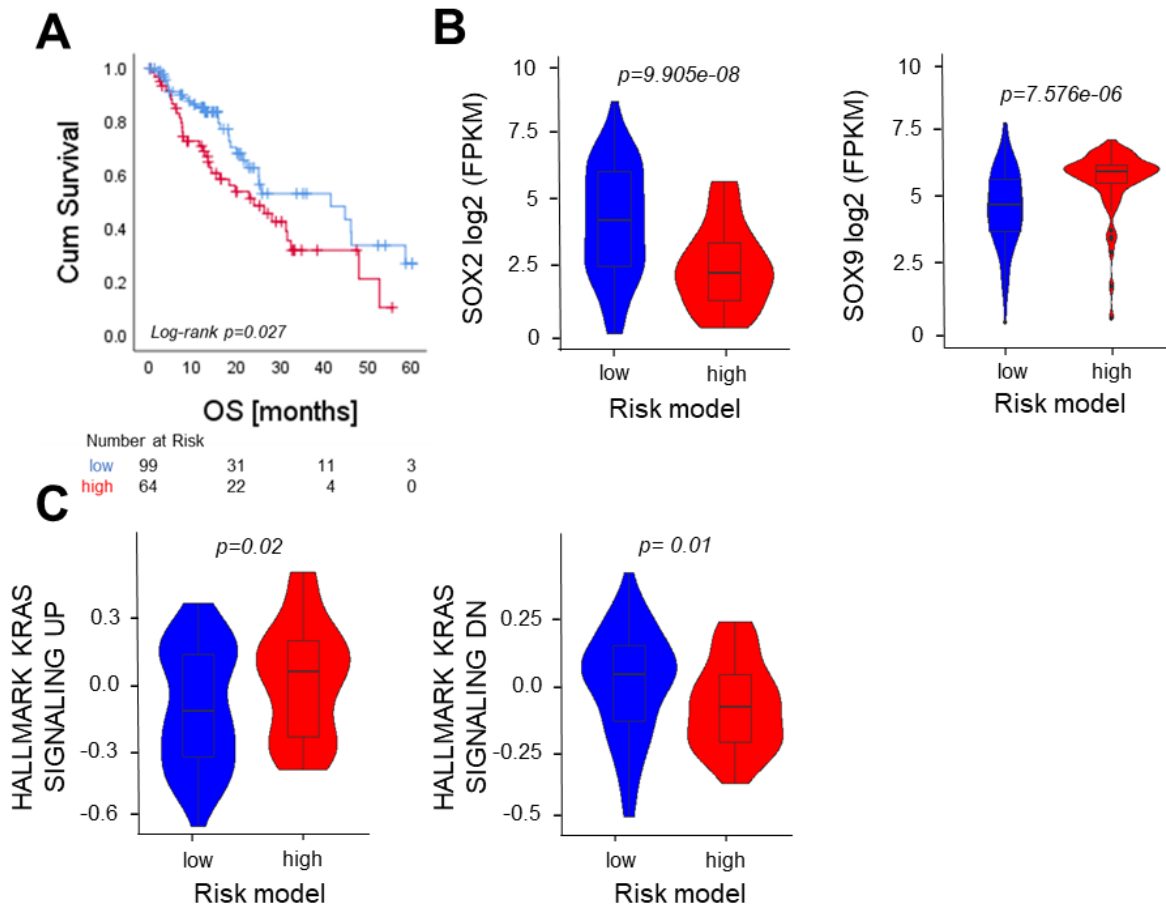 A
Cum Survival
1.0
0.8
0.6
0.4
0.2
0.0
Log-rank p=0.027
0 10 20 30 40 50 60
OS [months]
Number at Risk
low 99 31 11 3
high 64 22 4 0
B
SOX2 log2 (FPKM)
10
7.5
5
2.5
0
p=9.905e-08
low high
Risk model
SOX9 log2 (FPKM)
10
7.5
5
2.5
0
p=7.576e-06
low high
Risk model
C
HALLMARK KRAS
SIGNALING UP
0.3
0.0
-0.3
-0.6
p=0.02
low high
Risk model
HALLMARK KRAS
SIGNALING DN
0.25
0.0
-0.25
-0.5
p= 0.01
low high
Risk model